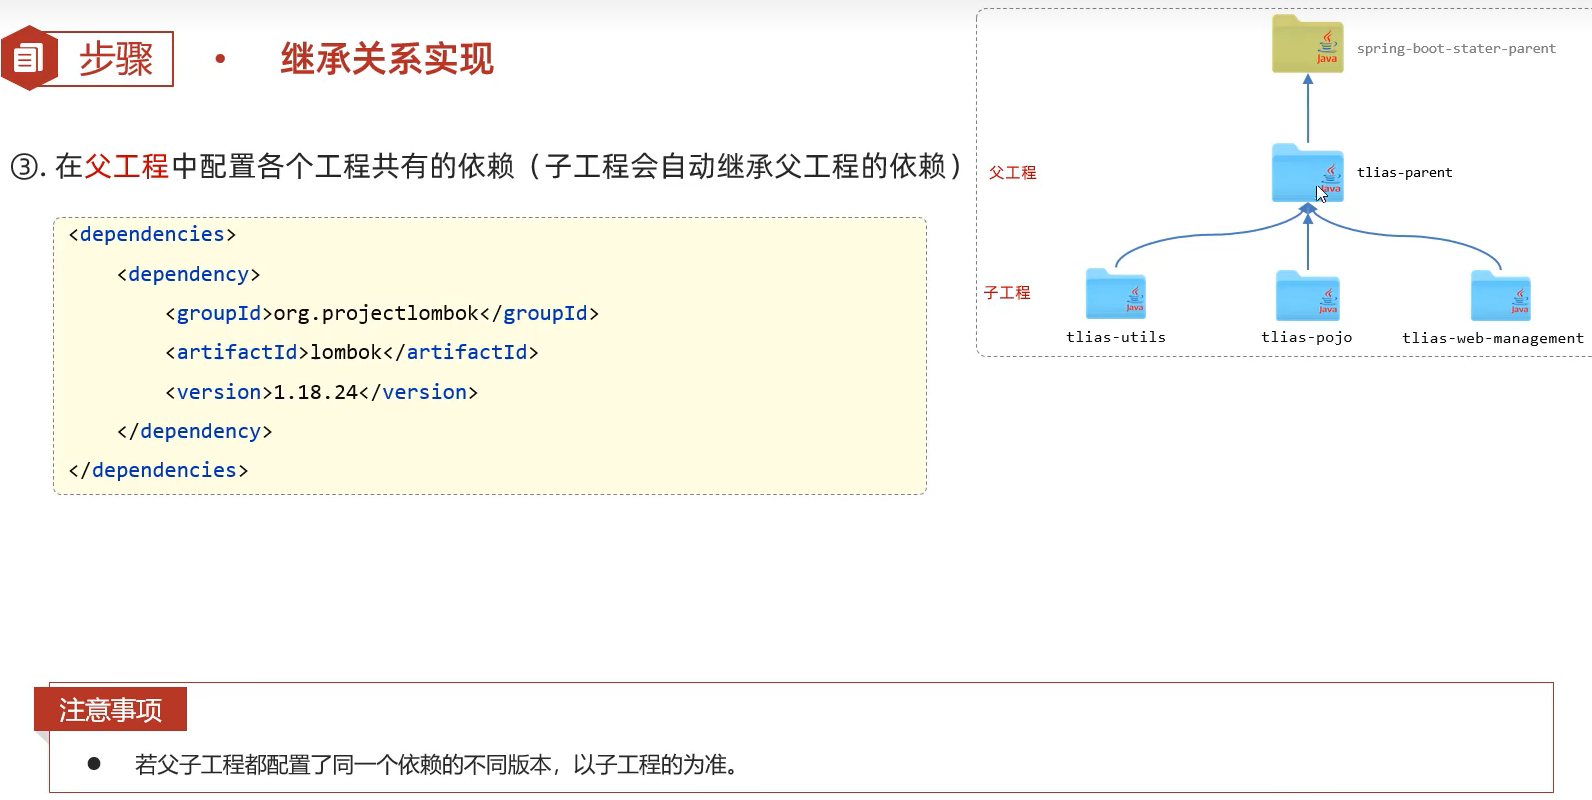 步骤 • 继承关系实现
③. 在父工程中配置各个工程共有的依赖（子工程会自动继承父工程的依赖）
<dependencies>
<dependency>
<groupId>org.projectlombok</groupId>
<artifactId>lombok</artifactId>
<version>1.18.24</version>
</dependency>
</dependencies>
Java
spring-boot-stater-parent
父工程
Java
tlias-parent
子工程
Java
Java
Java
tlias-utils
tlias-pojo
tlias-web-management
注意事项
● 若父子工程都配置了同一个依赖的不同版本，以子工程的为准。